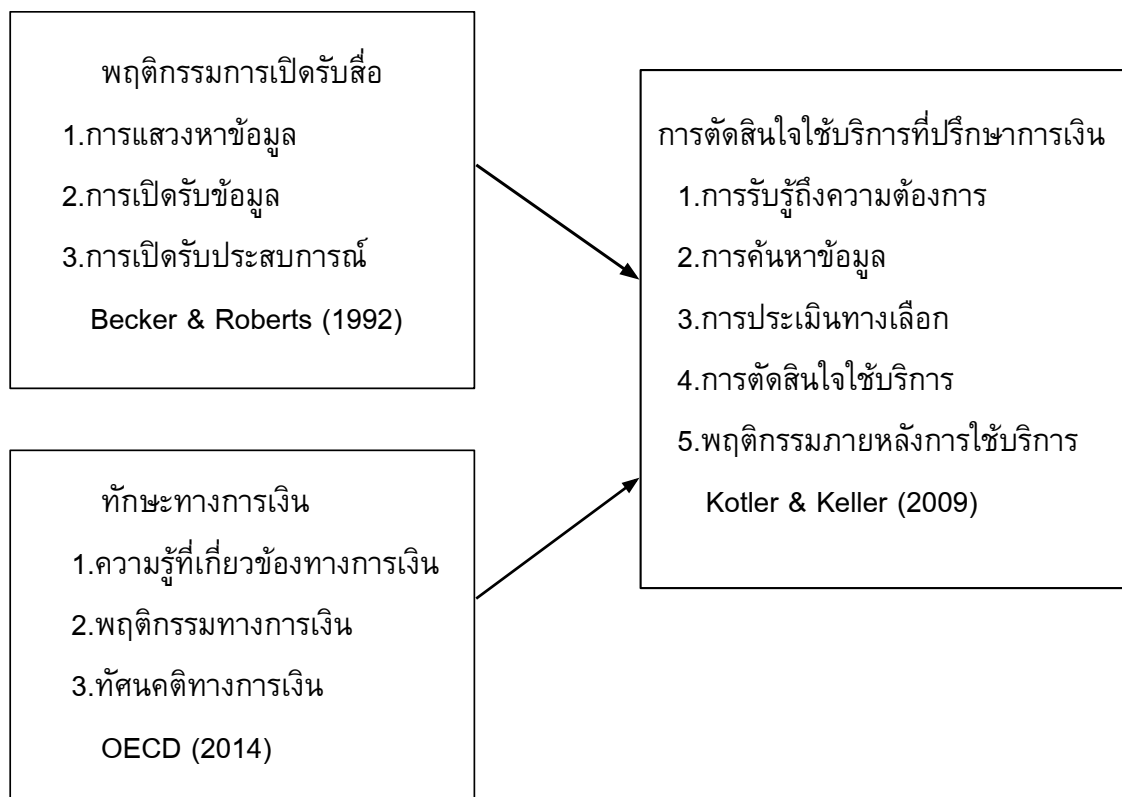 พฤติกรรมการเปิดรับสื่อ
1.การแสวงหาข้อมูล
2.การเปิดรับข้อมูล
3.การเปิดรับประสบการณ์
Becker & Roberts (1992)
ทักษะทางการเงิน
1.ความรู้ที่เกี่ยวข้องทางการเงิน
2.พฤติกรรมทางการเงิน
3.ทัศนคติทางการเงิน
OECD (2014)
การตัดสินใจใช้บริการที่ปรึกษาการเงิน
1.การรับรู้ถึงความต้องการ
2.การค้นหาข้อมูล
3.การประเมินทางเลือก
4.การตัดสินใจใช้บริการ
5.พฤติกรรมภายหลังการใช้บริการ
Kotler & Keller (2009)